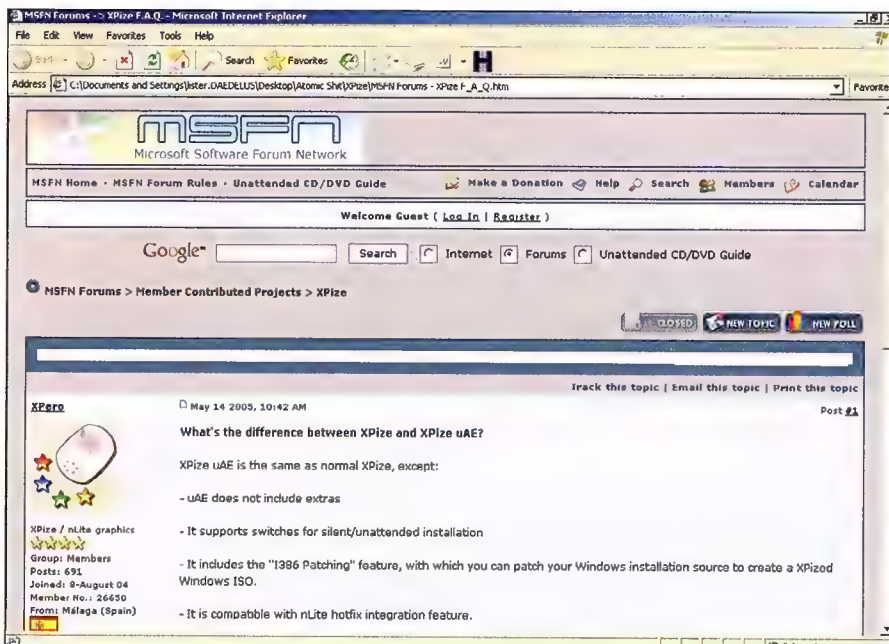 MSFN Forums -> XPize F.A.Q. - Microsoft Internet Explorer
File Edit View Favorites Tools Help
Search Favorites H
Address C:\Documents and Settings\lster.DAEDELUS\Desktop\Atomic Shit\XPize\MSFN Forums - XPize F_A_Q.htm Favorite
msfn
Microsoft Software Forum Network
MSFN Home · MSFN Forum Rules · Unattended CD/DVD Guide Make a Donation Help Search Members Calendar
Welcome Guest ( Log In | Register )
Google™ Search Internet Forums Unattended CD/DVD Guide
MSFN Forums > Member Contributed Projects > XPize
CLOSED NEW TOPIC NEW POLL
Track this topic | Email this topic | Print this topic
XPero May 14 2005, 10:42 AM Post #1
What's the difference between XPize and XPize uAE?
XPize uAE is the same as normal XPize, except:
- uAE does not include extras
- It supports switches for silent/unattended installation
- It includes the "I386 Patching" feature, with which you can patch your Windows installation source to create a XPized
Windows ISO.
- It is compatible with nLite hotfix integration feature.
XPize / nLite graphics
Group: Members
Posts: 691
Joined: 8-August 04
Member No.: 26650
From: Málaga (Spain)